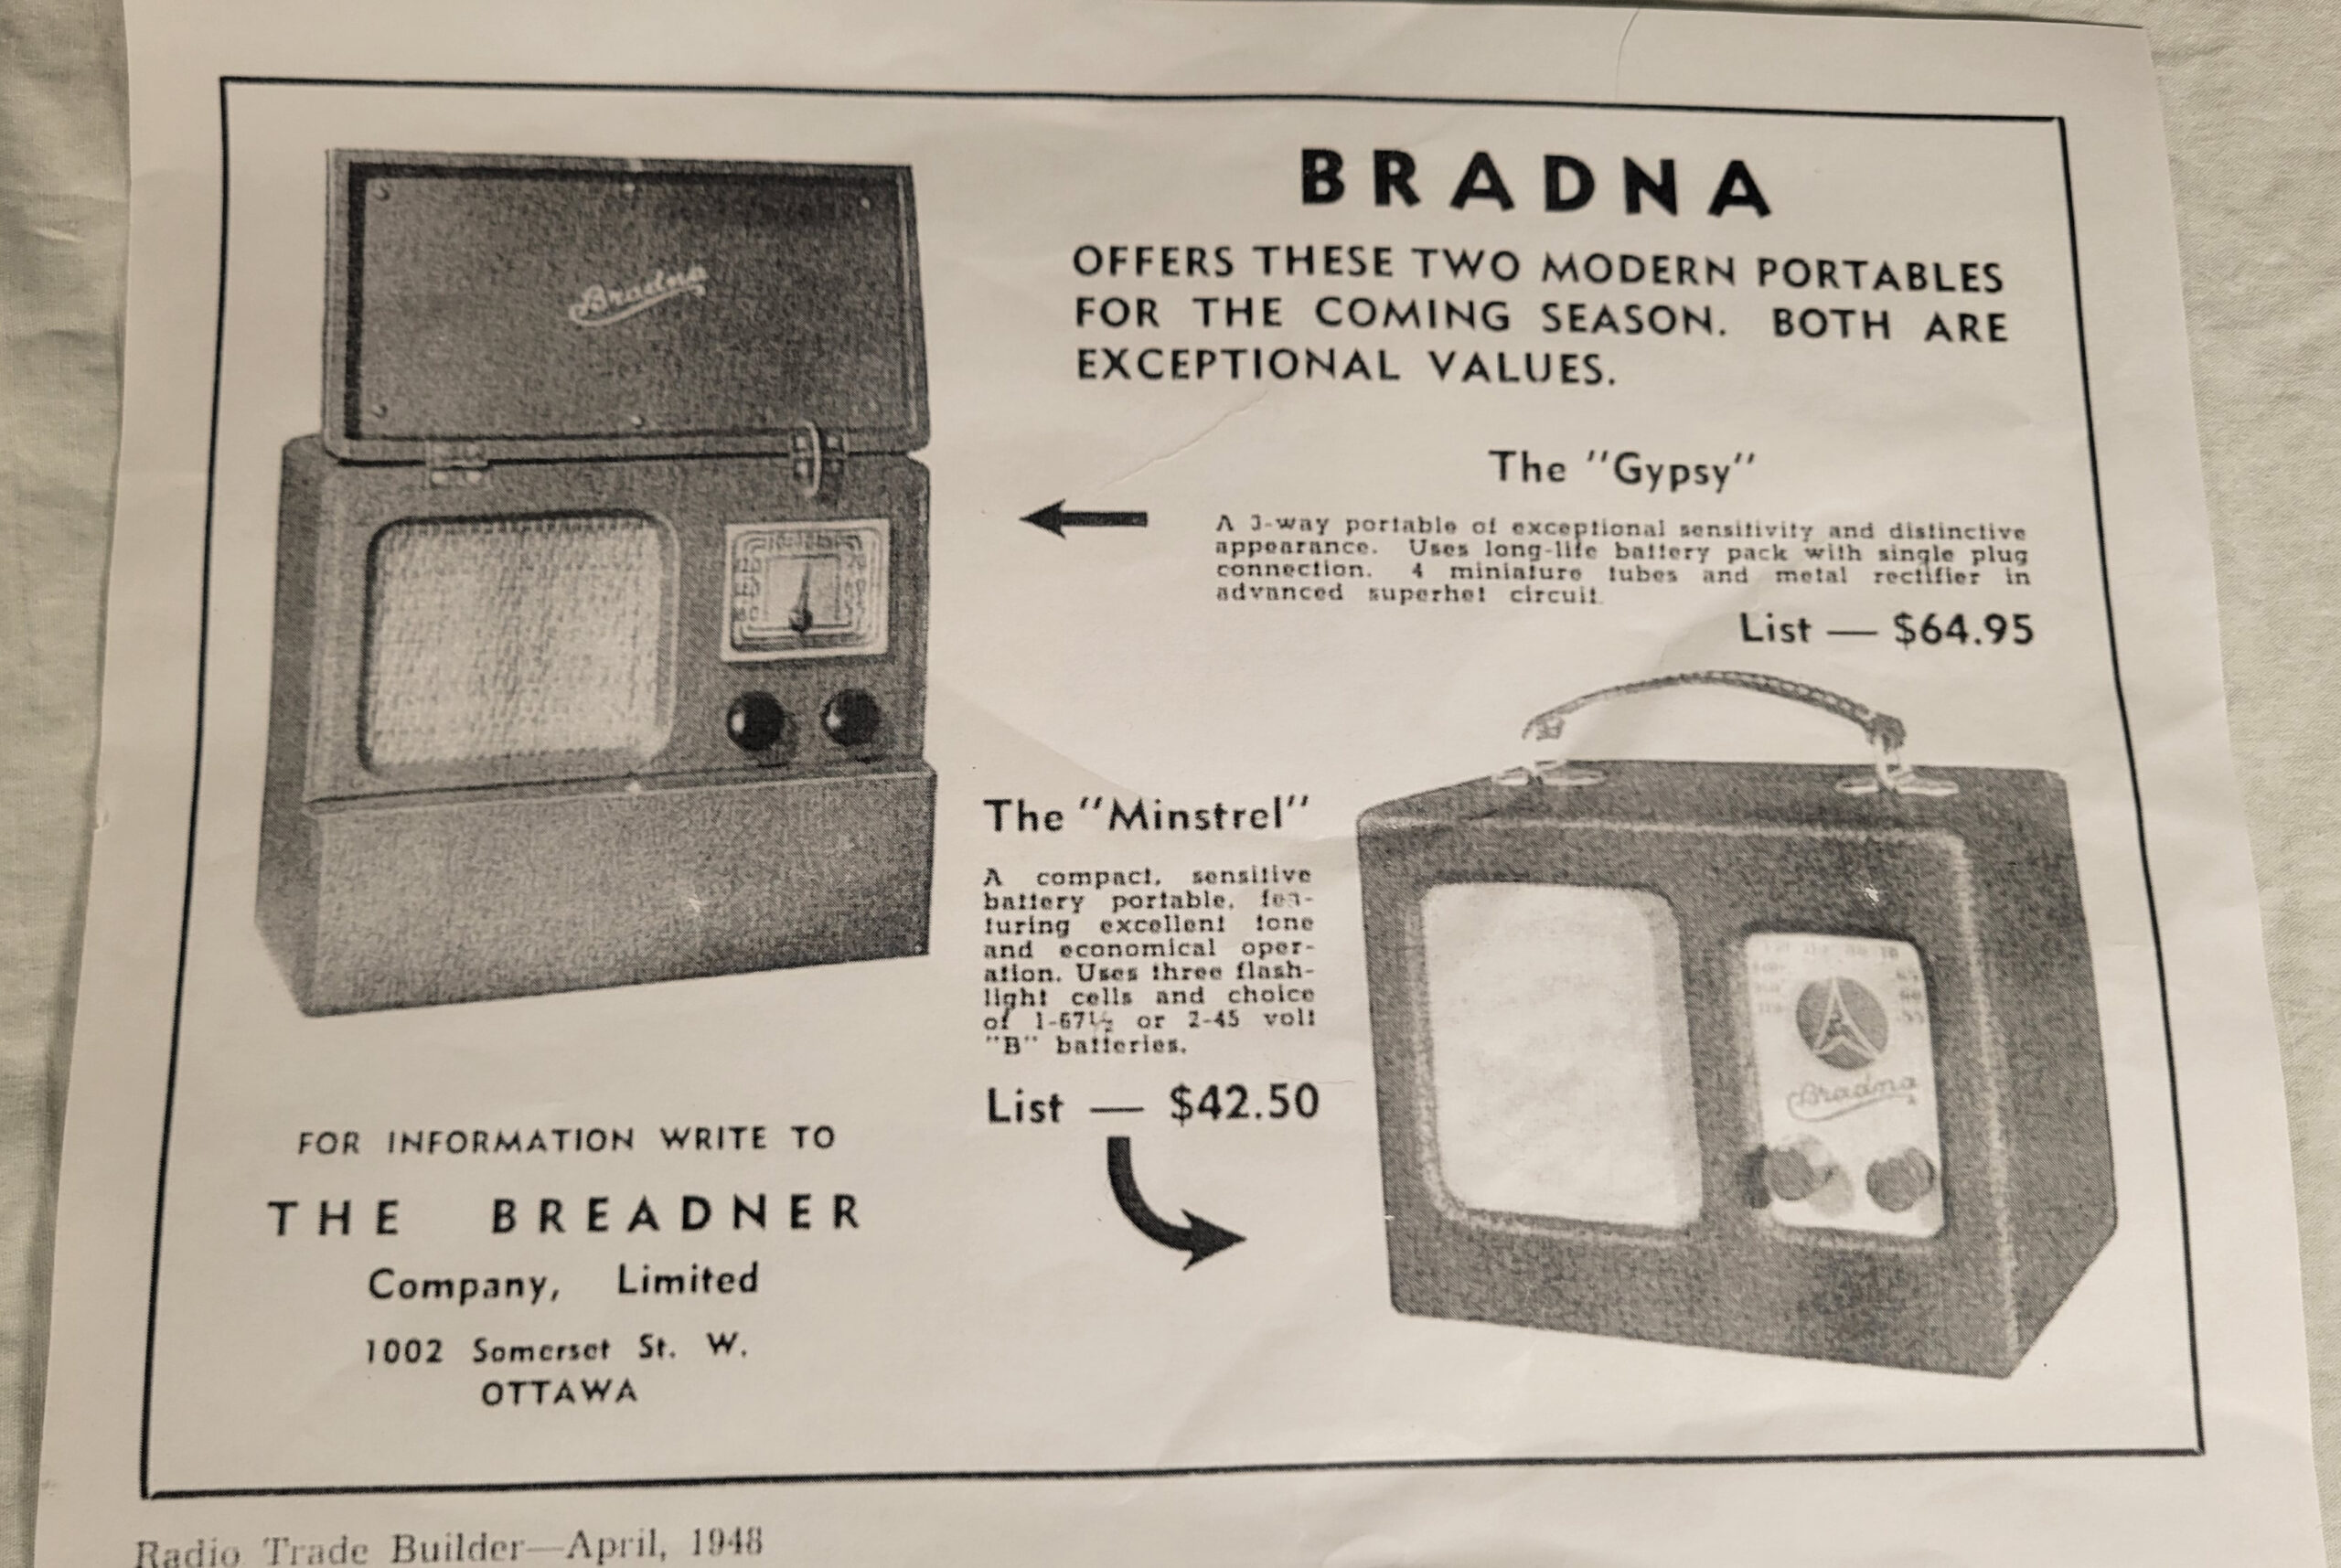 BRADNA
OFFERS THESE TWO MODERN PORTABLES
FOR THE COMING SEASON. BOTH ARE
EXCEPTIONAL VALUES.
Bradna
The "Gypsy"
A 3-way portable of exceptional sensitivity and distinctive
appearance. Uses long-life battery pack with single plug
connection. 4 miniature tubes and metal rectifier in
advanced superhet circuit.
List — $64.95
The "Minstrel"
A compact, sensitive
battery portable, fea-
turing excellent tone
and economical oper-
ation. Uses three flash-
light cells and choice
of 1-67½ or 2-45 volt
"B" batteries.
List — $42.50
Bradna
FOR INFORMATION WRITE TO
THE BREADNER
Company, Limited
1002 Somerset St. W.
OTTAWA
Radio Trade Builder—April, 1948